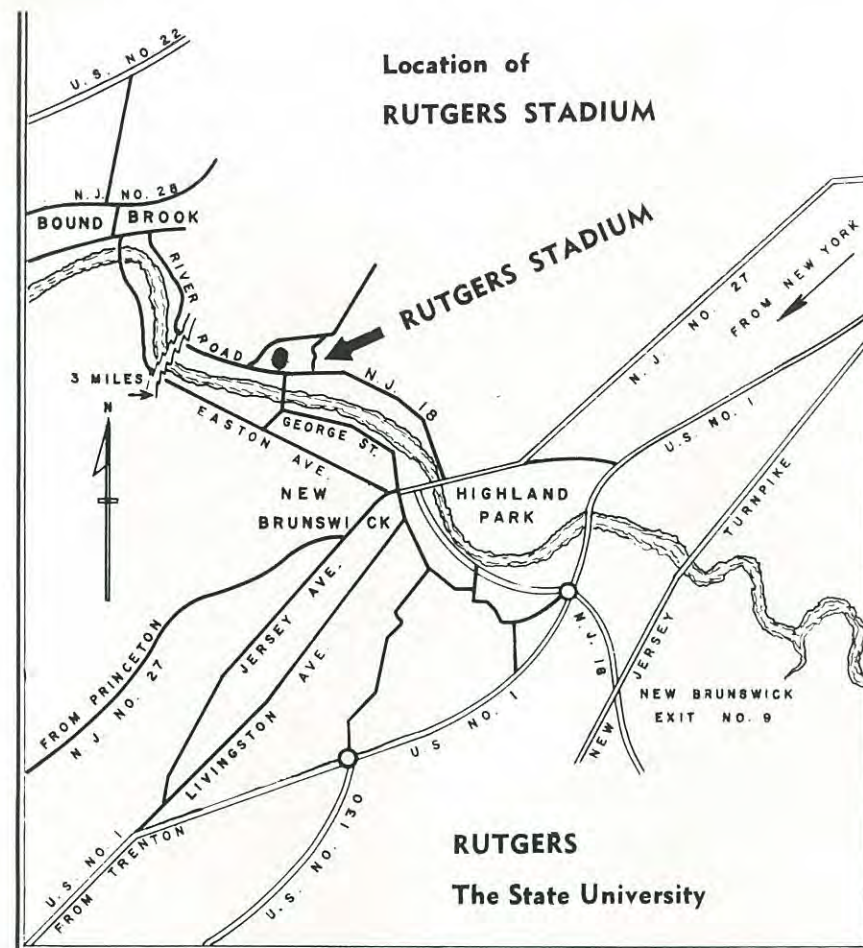 Location of
RUTGERS STADIUM
U. S. NO 22
N. J. NO. 28
BOUND BROOK
RIVER ROAD
RUTGERS STADIUM
N. J. NO. 27
FROM NEW YORK
3 MILES
N
N. J. 18
U.S. NO. 1
EASTON AVE.
GEORGE ST.
NEW
BRUNSWICK
HIGHLAND
PARK
NEW JERSEY TURNPIKE
FROM PRINCETON
N. J. NO. 27
JERSEY AVE.
LIVINGSTON AVE
N. J. 18
NEW BRUNSWICK
EXIT NO. 9
U S NO. 1
U. S. NO. 1
FROM TRENTON
U. S. NO. 130
RUTGERS
The State University